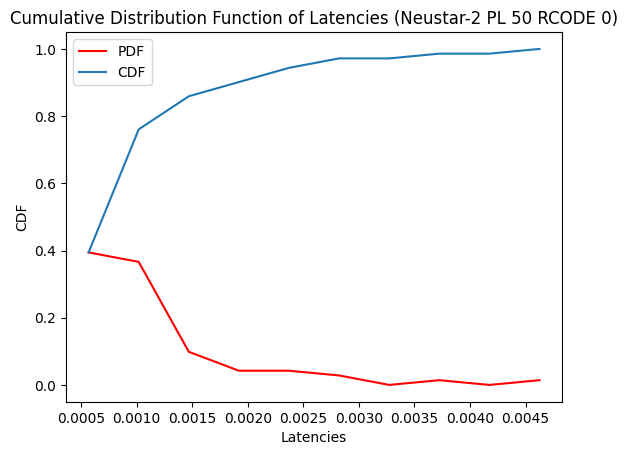 Cumulative Distribution Function of Latencies (Neustar-2 PL 50 RCODE 0)
PDF
CDF
1.0
0.8
0.6
0.4
0.2
0.0
CDF
0.0005 0.0010 0.0015 0.0020 0.0025 0.0030 0.0035 0.0040 0.0045
Latencies